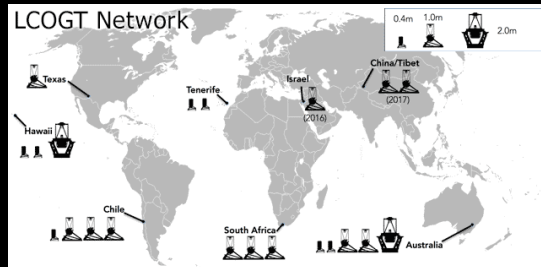 LCOGT Network
0.4m 1.0m 2.0m
China/Tibet
Texas
Israel
Tenerife
(2017)
(2016)
Hawaii
Chile
South Africa
Australia